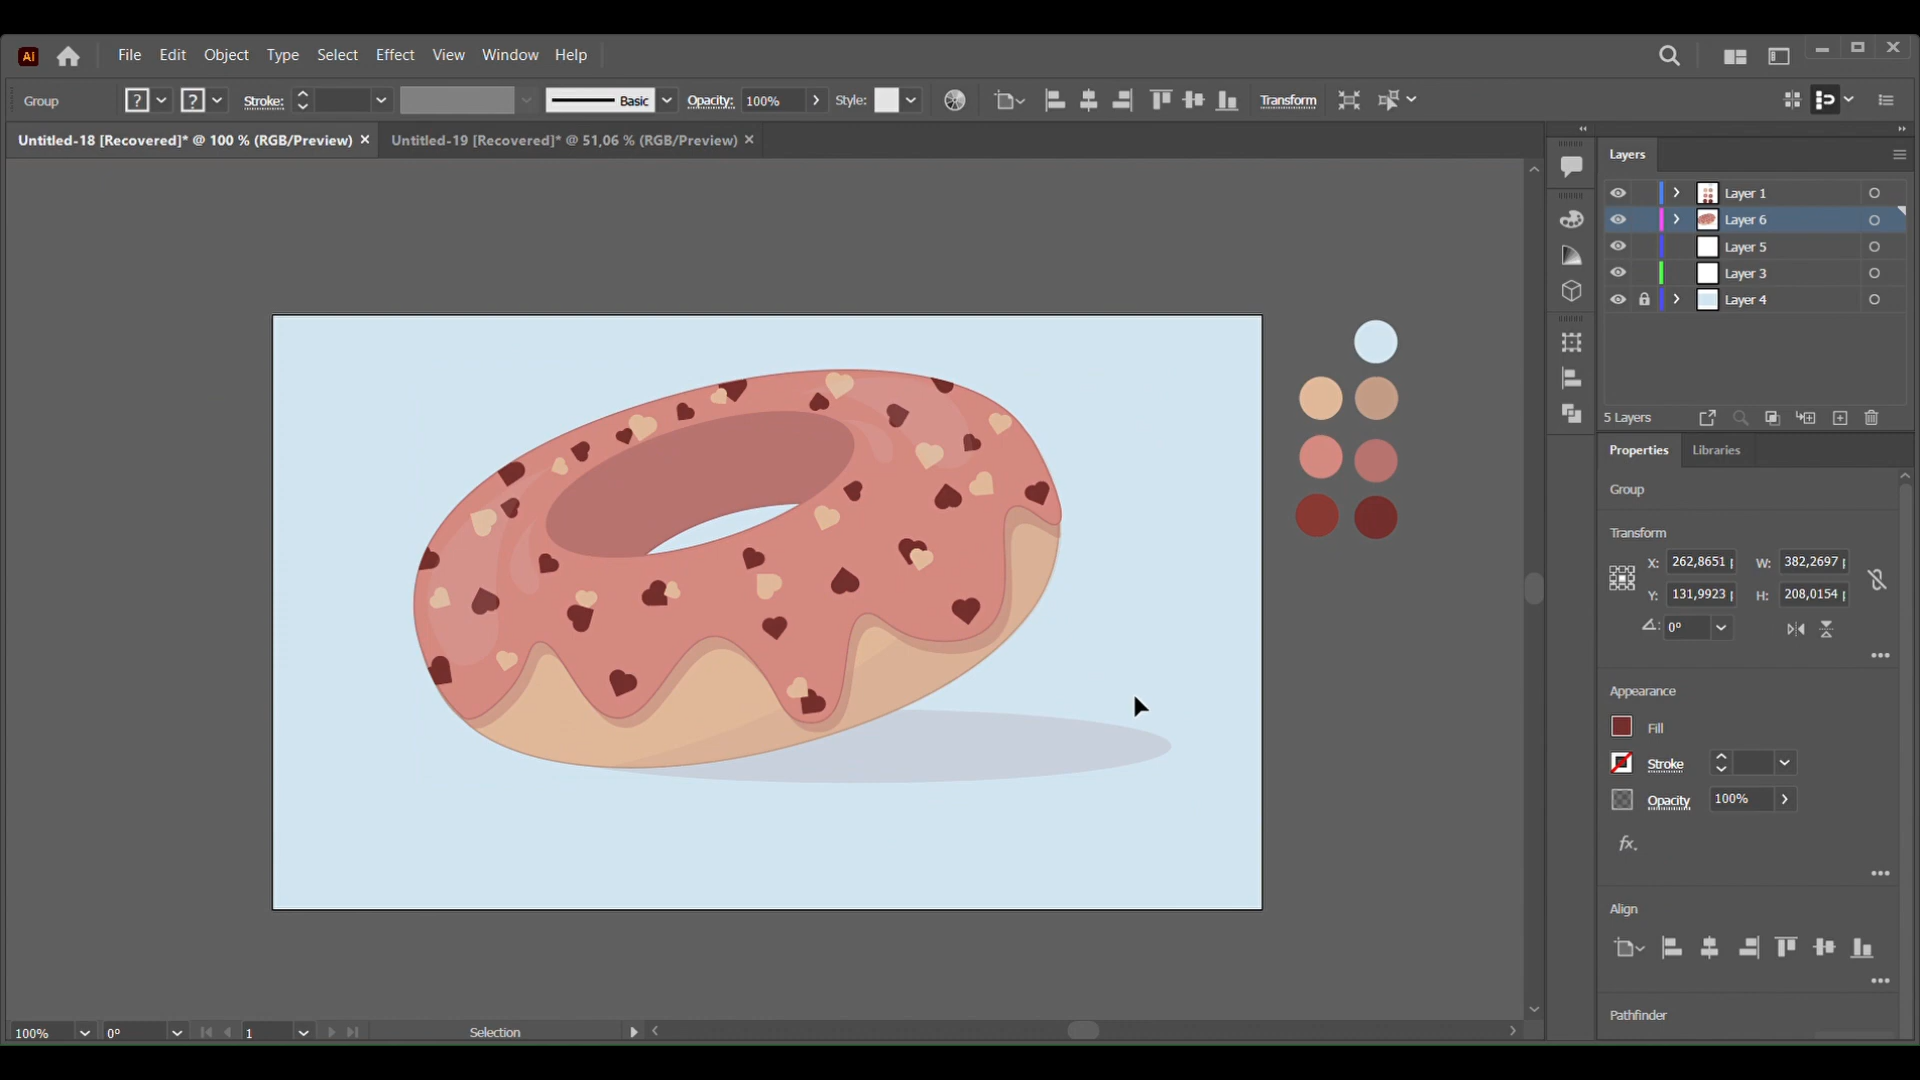 Ai File Edit Object Type Select Effect View Window Help
Group ? ? Stroke: Basic Opacity: 100% Style: Transform
Untitled-18 [Recovered]* @ 100 % (RGB/Preview) × Untitled-19 [Recovered]* @ 51,06 % (RGB/Preview) ×
Layers
Layer 1
Layer 6
Layer 5
Layer 3
Layer 4
5 Layers
Properties Libraries
Group
Transform
X: 262,8651 W: 382,2697
Y: 131,9923 H: 208,0154
0°
Appearance
Fill
Stroke
Opacity 100%
fx.
Align
Pathfinder
100% 0° 1 Selection